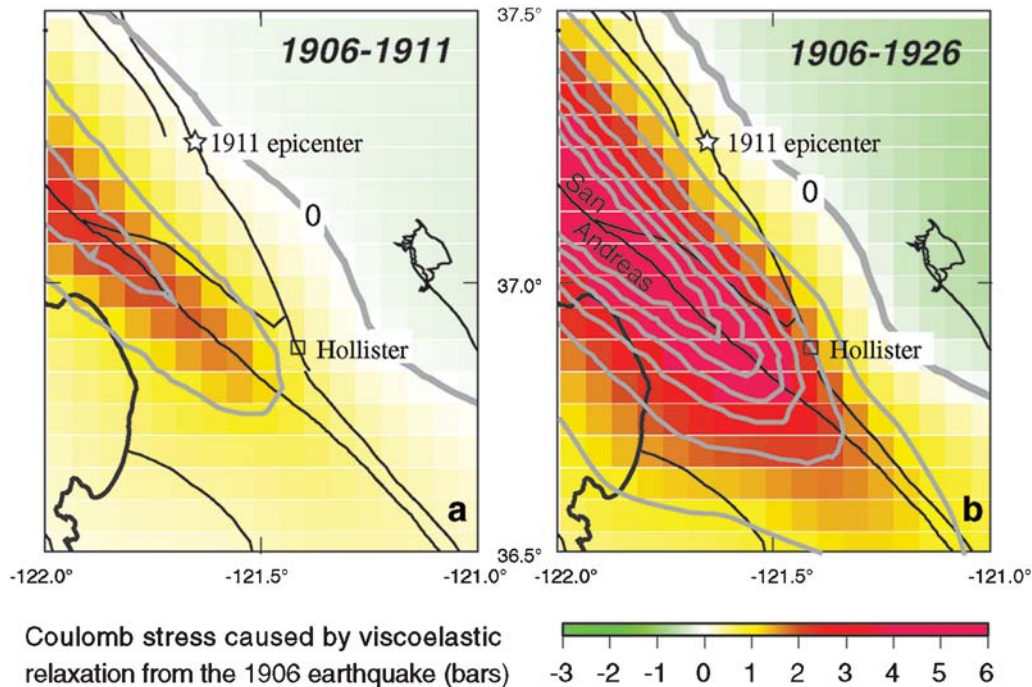 1906-1911
1911 epicenter
0
Hollister
a
37.5°
37.0°
36.5°
-122.0°
-121.5°
-121.0°
1906-1926
1911 epicenter
0
San
Andreas
Hollister
b
-122.0°
-121.5°
-121.0°
Coulomb stress caused by viscoelastic
relaxation from the 1906 earthquake (bars)
-3 -2 -1 0 1 2 3 4 5 6